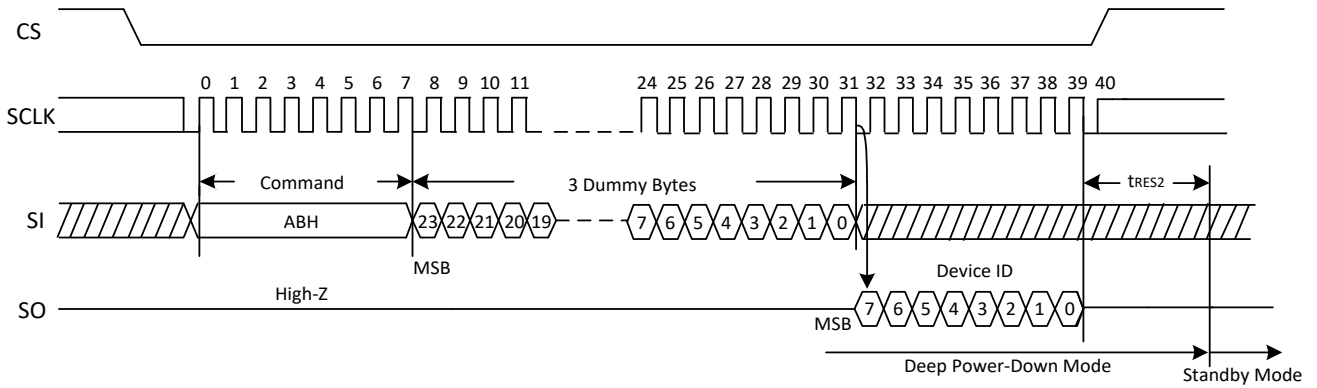 CS
0 1 2 3 4 5 6 7 8 9 10 11 24 25 26 27 28 29 30 31 32 33 34 35 36 37 38 39 40
SCLK
Command 3 Dummy Bytes tRES2
SI ABH 23 22 21 20 19 7 6 5 4 3 2 1 0
MSB
Device ID
High-Z
SO 7 6 5 4 3 2 1 0
MSB
Deep Power-Down Mode
Standby Mode